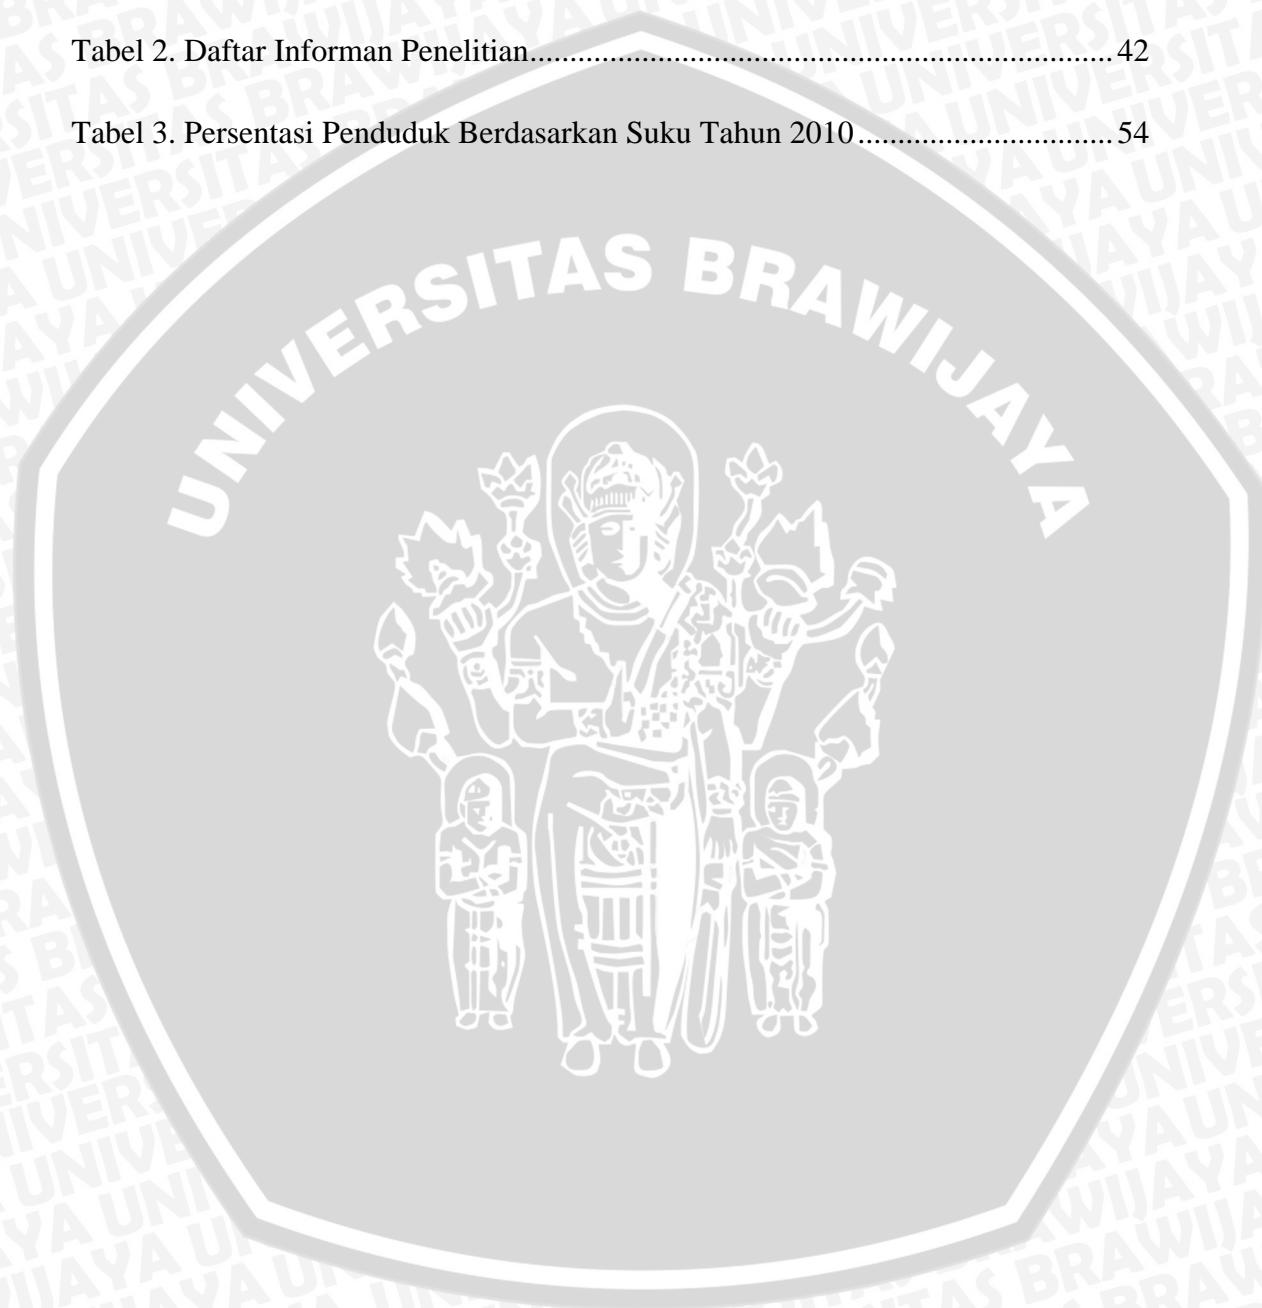 Tabel 2. Daftar Informan Penelitian........................................................................ 42
Tabel 3. Persentasi Penduduk Berdasarkan Suku Tahun 2010................................ 54
UNIVERSITAS BRAWIJAYA